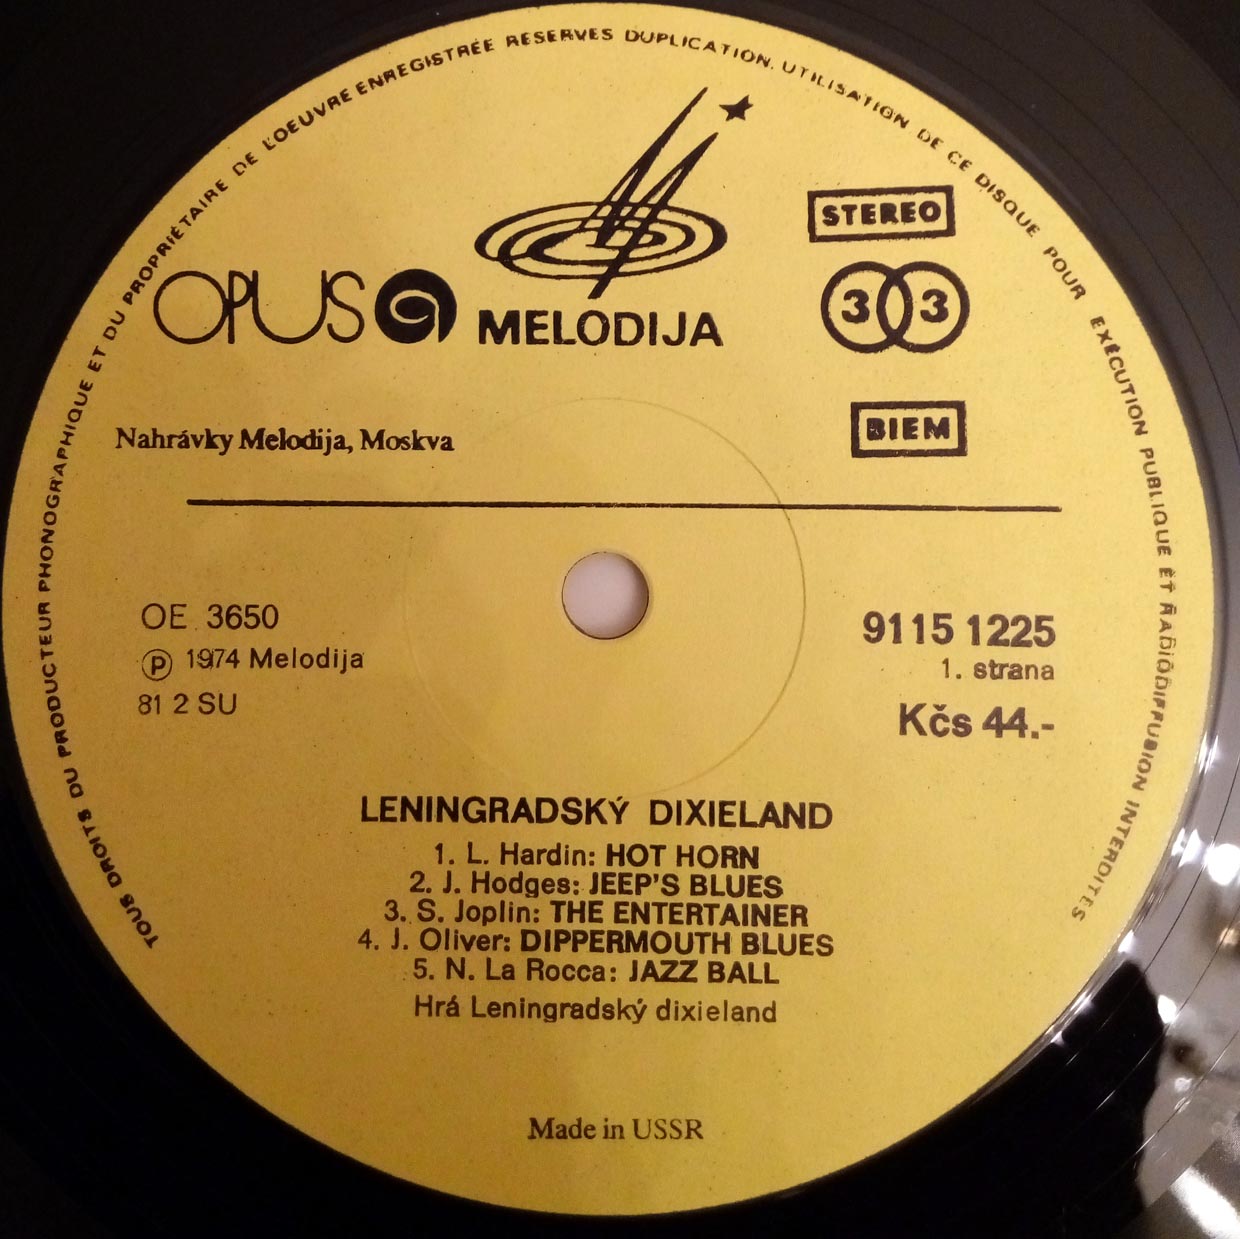 TOUS DROITS DU PRODUCTEUR PHONOGRAPHIQUE ET DU PROPRIÉTAIRE DE L'OEUVRE ENREGISTRÉE RESERVES DUPLICATION. UTILISATION DE CE DISQUE POUR EXÉCUTION PUBLIQUE ET RADIODIFFUSION INTERDITES
OPUS
MELODIJA
STEREO
33
BIEM
Nahrávky Melodija, Moskva
OE 3650
Ⓟ 1974 Melodija
81 2 SU
9115 1225
1. strana
Kčs 44.-
LENINGRADSKÝ DIXIELAND
1. L. Hardin: HOT HORN
2. J. Hodges: JEEP'S BLUES
3. S. Joplin: THE ENTERTAINER
4. J. Oliver: DIPPERMOUTH BLUES
5. N. La Rocca: JAZZ BALL
Hrá Leningradský dixieland
Made in USSR